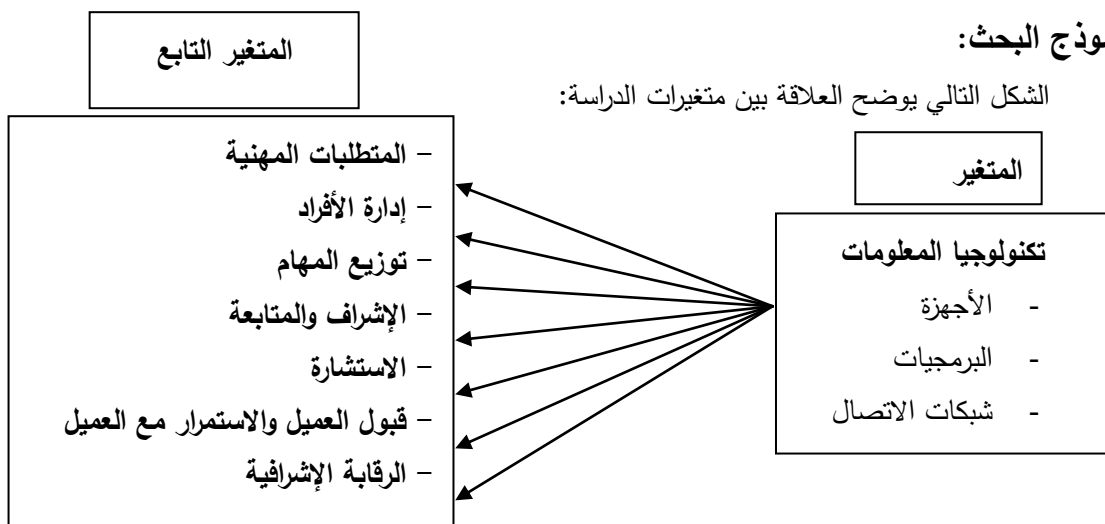 ـوذج البحث:
الشكل التالي يوضح العلاقة بين متغيرات الدراسة:
المتغير
تكنولوجيا المعلومات
- الأجهزة
- البرمجيات
- شبكات الاتصال
المتغير التابع
- المتطلبات المهنية
- إدارة الأفراد
- توزيع المهام
- الإشراف والمتابعة
- الاستشارة
- قبول العميل والاستمرار مع العميل
- الرقابة الإشرافية